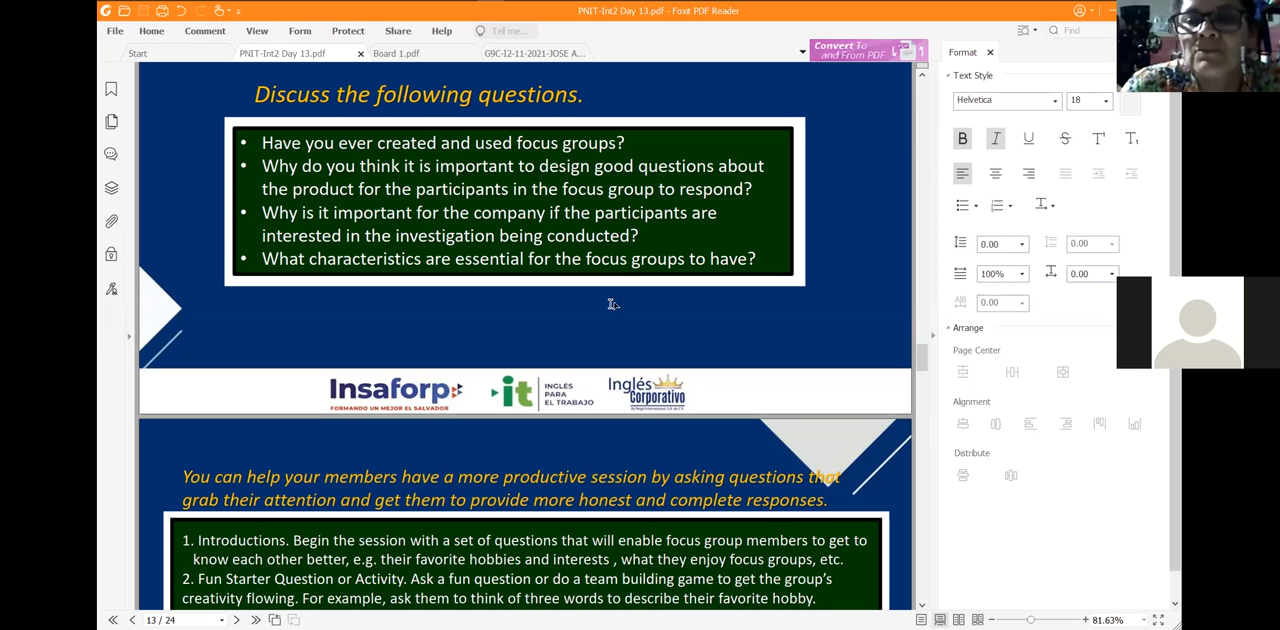 PNIT-Int2 Day 13.pdf - Foxit PDF Reader
File Home Comment View Form Protect Share Help Tell me... Find
Start PNIT-Int2 Day 13.pdf Board 1.pdf G9C-I2-11-2021-JOSE A...
Convert To
and From PDF
Discuss the following questions.
• Have you ever created and used focus groups?
• Why do you think it is important to design good questions about
the product for the participants in the focus group to respond?
• Why is it important for the company if the participants are
interested in the investigation being conducted?
• What characteristics are essential for the focus groups to have?
Insaforp
FORMANDO UN MEJOR EL SALVADOR
it
INGLÉS
PARA
EL TRABAJO
Inglés
Corporativo
You can help your members have a more productive session by asking questions that
grab their attention and get them to provide more honest and complete responses.
1. Introductions. Begin the session with a set of questions that will enable focus group members to get to
know each other better, e.g. their favorite hobbies and interests , what they enjoy focus groups, etc.
2. Fun Starter Question or Activity. Ask a fun question or do a team building game to get the group's
creativity flowing. For example, ask them to think of three words to describe their favorite hobby.
Format
Text Style
Helvetica 18
0.00 0.00
100% 0.00
0.00
Arrange
Page Center
Alignment
Distribute
13 / 24
81.63%